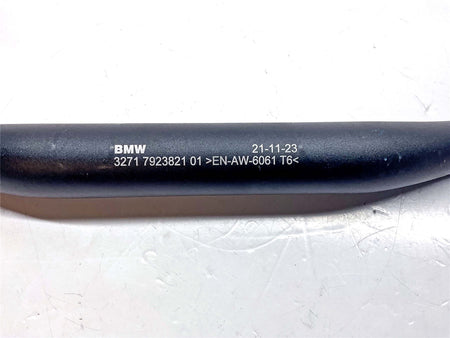 BMW 21-11-23
3271 7923821 01 >EN-AW-6061 T6<